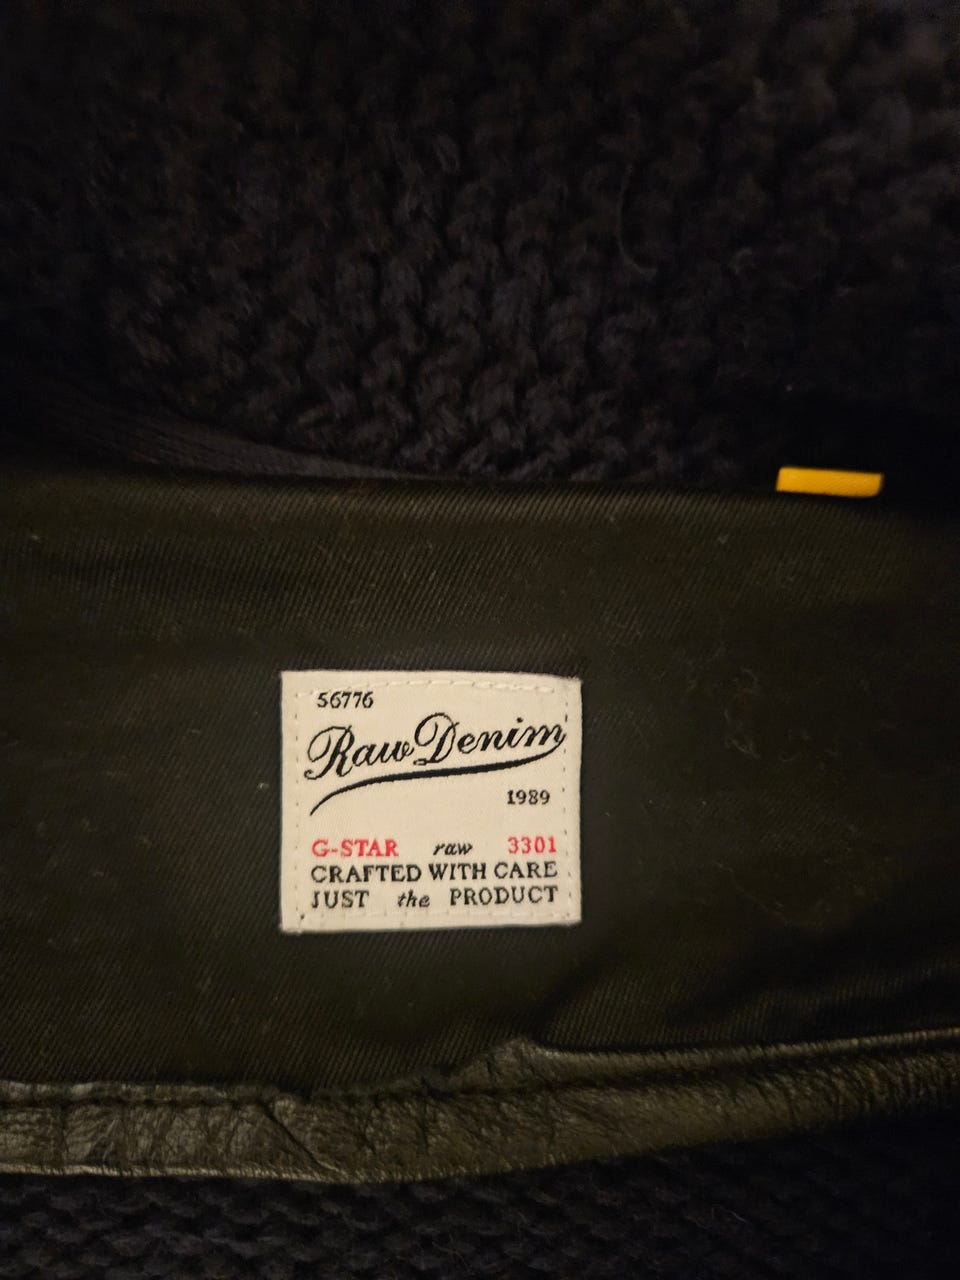 56776
Raw Denim
1989
G-STAR raw 3301
CRAFTED WITH CARE
JUST the PRODUCT